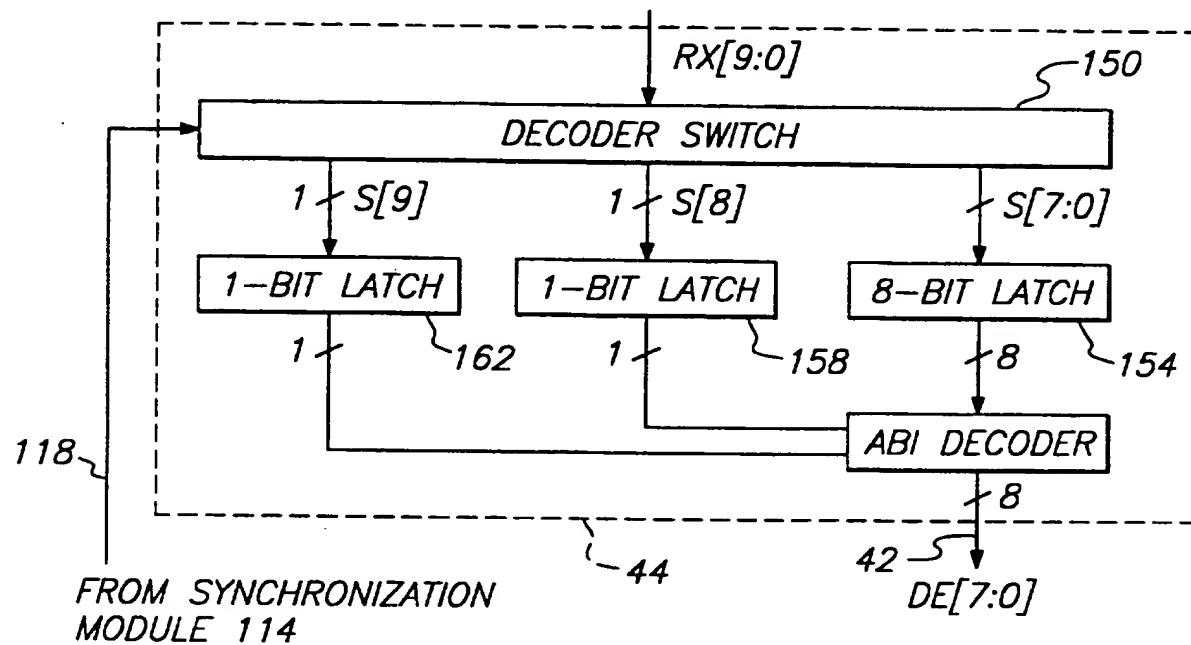 RX[9:0]
150
DECODER SWITCH
1 S[9]
1 S[8]
S[7:0]
1-BIT LATCH
1-BIT LATCH
8-BIT LATCH
1
162
1
158
8
154
118
ABI DECODER
8
44
42
FROM SYNCHRONIZATION
MODULE 114
DE[7:0]